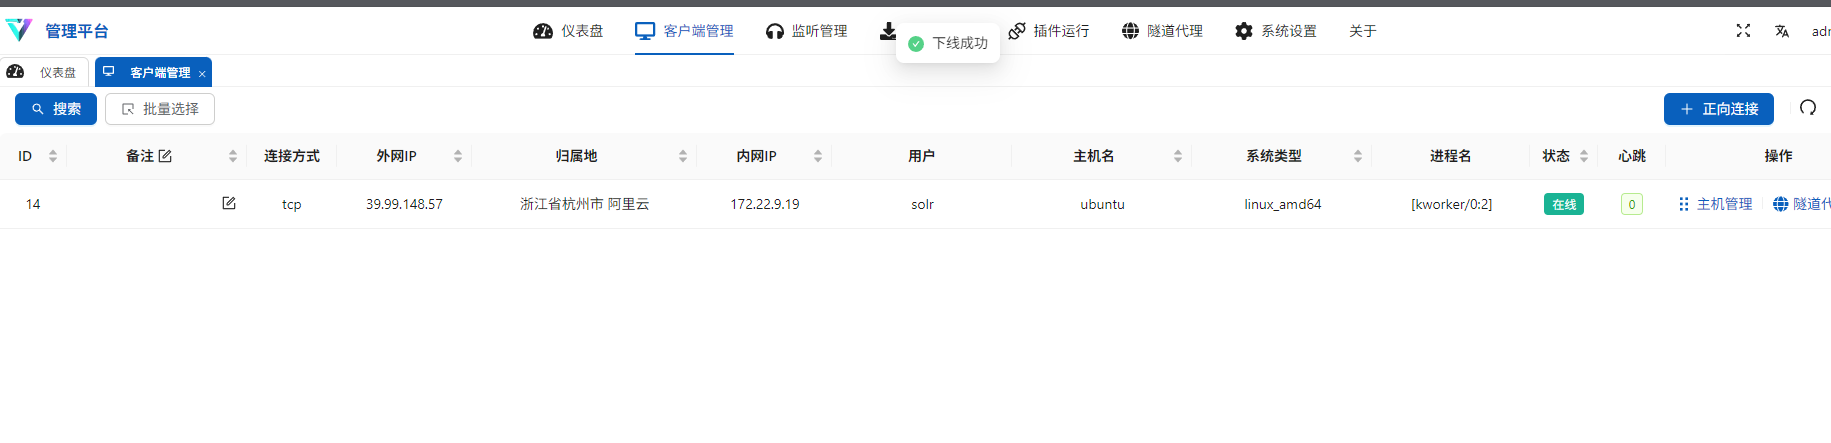 管理平台
仪表盘 客户端管理 监听管理 插件运行 隧道代理 系统设置 关于
下线成功
仪表盘 客户端管理 ×
搜索 批量选择 正向连接
ID 备注 连接方式 外网IP 归属地 内网IP 用户 主机名 系统类型 进程名 状态 心跳 操作
14 tcp 39.99.148.57 浙江省杭州市 阿里云 172.22.9.19 solr ubuntu linux_amd64 [kworker/0:2] 在线 0 主机管理 隧道代